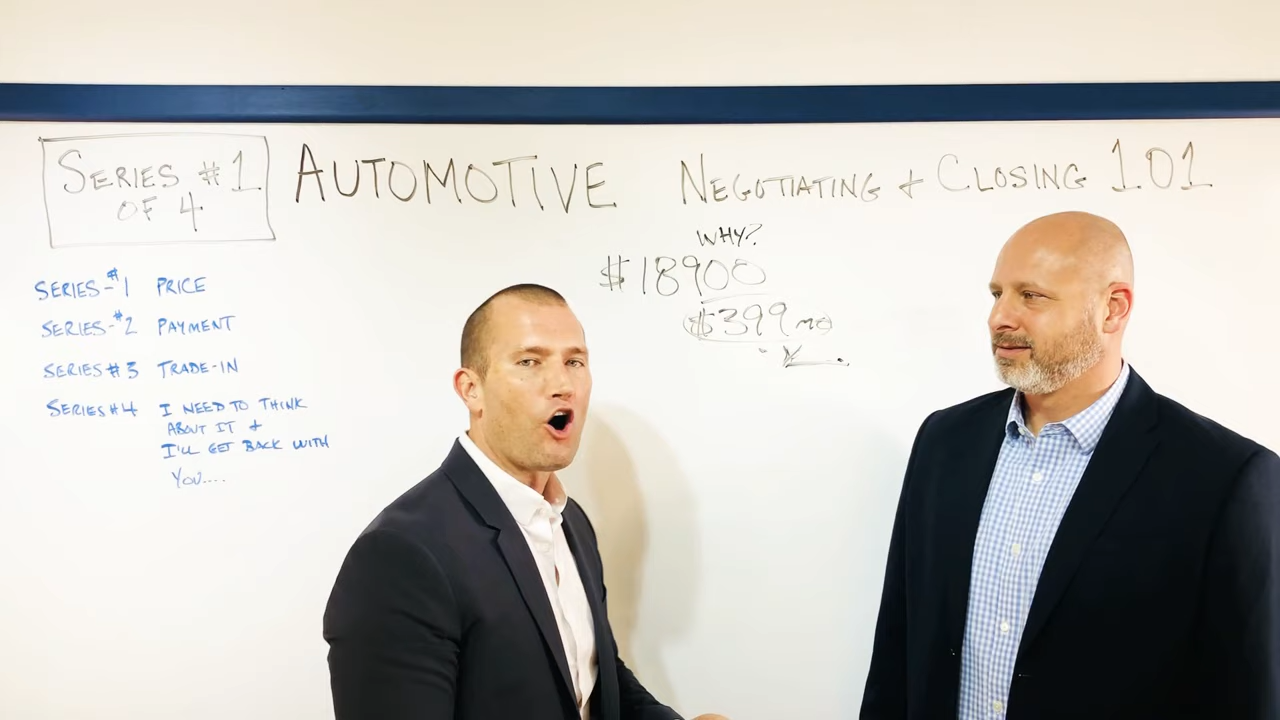 SERIES #1
OF 4
AUTOMOTIVE NEGOTIATING & CLOSING 101
WHY?
$18900
$399 mo
SERIES-#1 PRICE
SERIES-#2 PAYMENT
SERIES #3 TRADE-IN
SERIES #4 I NEED TO THINK
ABOUT IT &
I'LL GET BACK WITH
YOU....